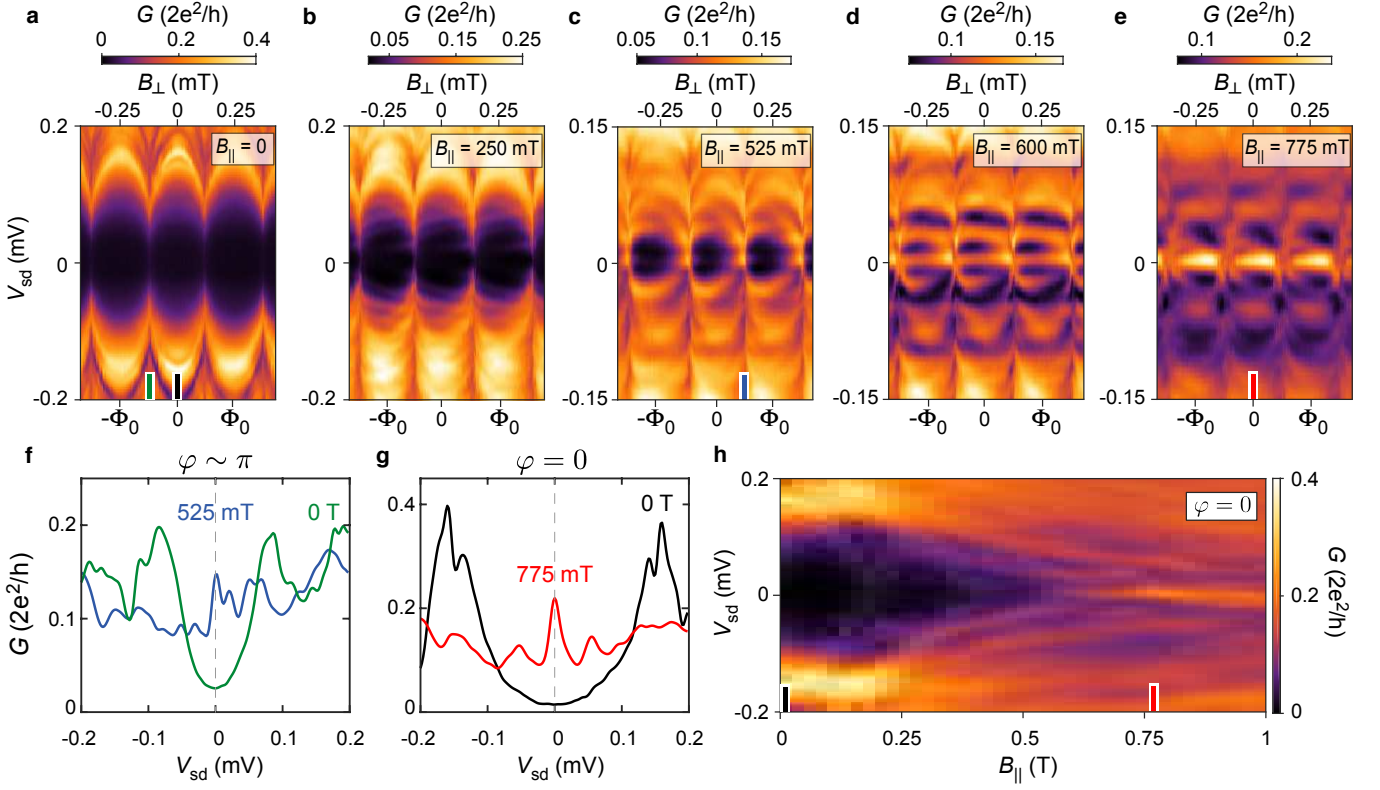 a
G (2e²/h)
0 0.2 0.4
B⊥ (mT)
-0.25 0 0.25
B|| = 0
0.2
0
-0.2
Vsd (mV)
-Φ0 0 Φ0
b
G (2e²/h)
0.05 0.15 0.25
B⊥ (mT)
-0.25 0 0.25
B|| = 250 mT
0.2
0
-0.2
-Φ0 0 Φ0
c
G (2e²/h)
0.05 0.1 0.15
B⊥ (mT)
-0.25 0 0.25
B|| = 525 mT
0.15
0
-0.15
-Φ0 0 Φ0
d
G (2e²/h)
0.1 0.15
B⊥ (mT)
-0.25 0 0.25
B|| = 600 mT
0.15
0
-0.15
-Φ0 0 Φ0
e
G (2e²/h)
0.1 0.2
B⊥ (mT)
-0.25 0 0.25
B|| = 775 mT
0.15
0
-0.15
-Φ0 0 Φ0
f
φ ~ π
525 mT 0 T
0.2
0.1
0
G (2e²/h)
-0.2 -0.1 0 0.1 0.2
Vsd (mV)
g
φ = 0
0 T
775 mT
0.4
0.2
0
-0.2 -0.1 0 0.1 0.2
Vsd (mV)
h
φ = 0
0.2
0
-0.2
Vsd (mV)
0 0.25 0.5 0.75 1
B|| (T)
0.4
0.2
0
G (2e²/h)